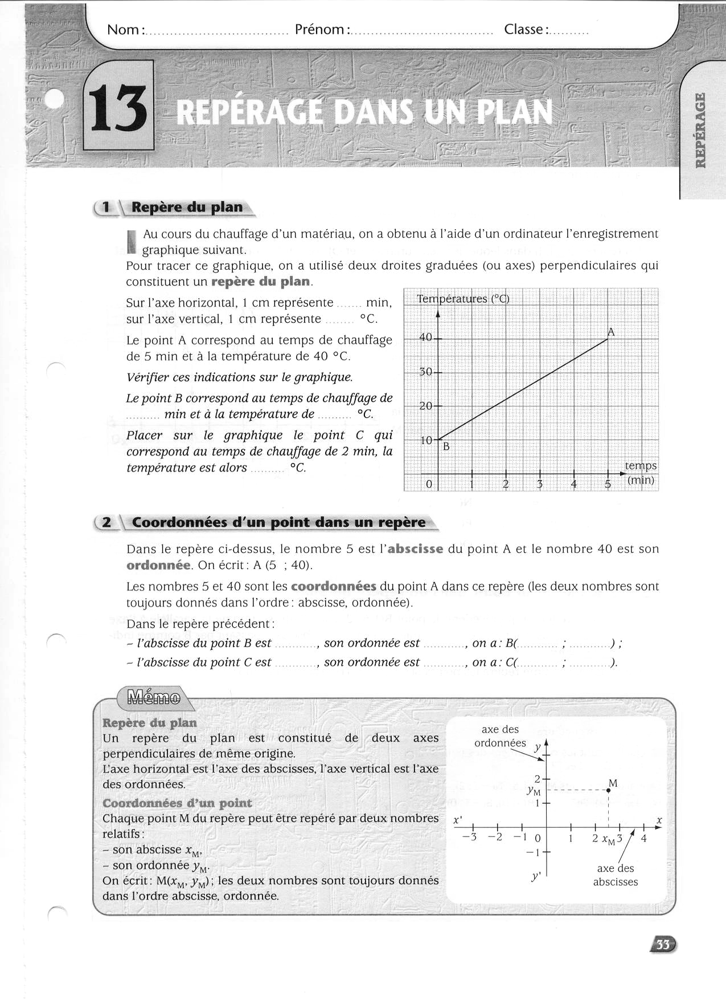 Nom :.................................. Prénom :.................................. Classe :..........
13
REPÉRAGE DANS UN PLAN
REPÉRAGE
1 Repère du plan
Au cours du chauffage d'un matériau, on a obtenu à l'aide d'un ordinateur l'enregistrement
graphique suivant.
Pour tracer ce graphique, on a utilisé deux droites graduées (ou axes) perpendiculaires qui
constituent un repère du plan.
Sur l'axe horizontal, 1 cm représente ....... min,
sur l'axe vertical, 1 cm représente ........ °C.
Le point A correspond au temps de chauffage
de 5 min et à la température de 40 °C.
Vérifier ces indications sur le graphique.
Le point B correspond au temps de chauffage de
.......... min et à la température de .......... °C.
Placer sur le graphique le point C qui
correspond au temps de chauffage de 2 min, la
température est alors .......... °C.
Températures (°C)
A
40
30
20
10
B
temps
(min)
0 1 2 3 4 5
2 Coordonnées d'un point dans un repère
Dans le repère ci-dessus, le nombre 5 est l'abscisse du point A et le nombre 40 est son
ordonnée. On écrit : A (5 ; 40).
Les nombres 5 et 40 sont les coordonnées du point A dans ce repère (les deux nombres sont
toujours donnés dans l'ordre : abscisse, ordonnée).
Dans le repère précédent :
– l'abscisse du point B est ..........., son ordonnée est ..........., on a : B(........... ; ...........) ;
– l'abscisse du point C est ..........., son ordonnée est ..........., on a : C(........... ; ...........).
Mémo
Repère du plan
Un repère du plan est constitué de deux axes
perpendiculaires de même origine.
L'axe horizontal est l'axe des abscisses, l'axe vertical est l'axe
des ordonnées.
Coordonnées d'un point
Chaque point M du repère peut être repéré par deux nombres
relatifs :
– son abscisse xM,
– son ordonnée yM.
On écrit : M(xM, yM) ; les deux nombres sont toujours donnés
dans l'ordre abscisse, ordonnée.
axe des
ordonnées
y
2
M
yM
1
x'
x
−3 −2 −1 0 1 2 xM 3 4
−1
y'
axe des
abscisses
33